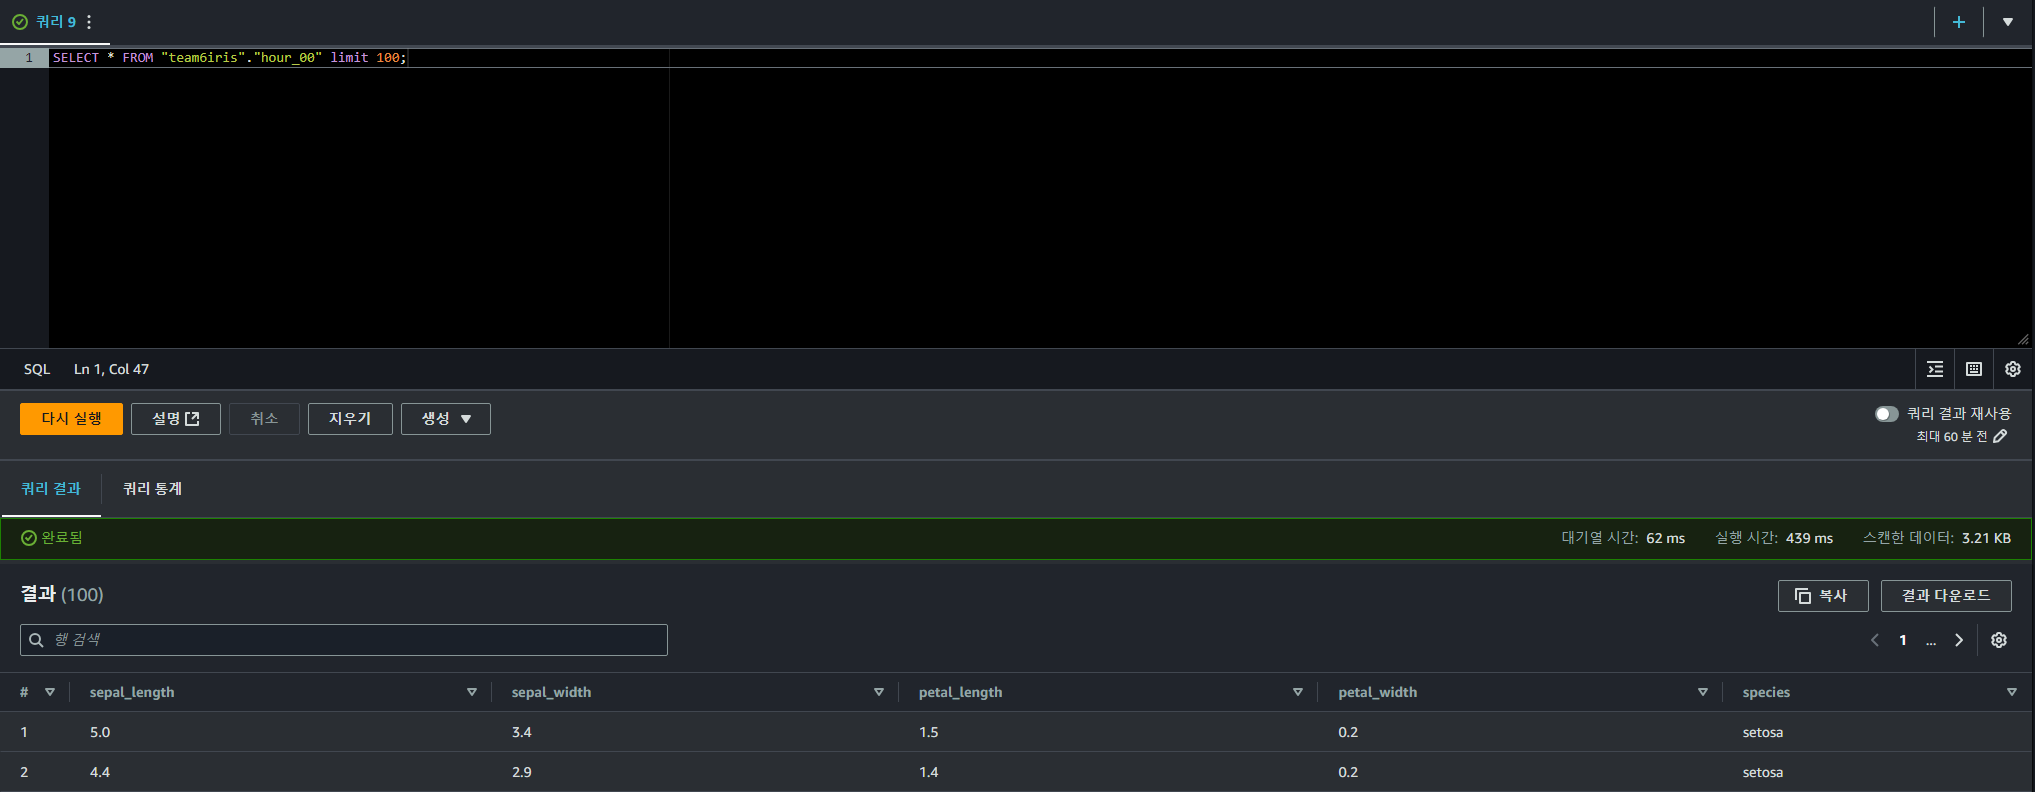 쿼리 9
1 SELECT * FROM "team6iris"."hour_00" limit 100;
SQL Ln 1, Col 47
다시 실행 설명 취소 지우기 생성
쿼리 결과 재사용
최대 60 분 전
쿼리 결과 쿼리 통계
완료됨 대기열 시간: 62 ms 실행 시간: 439 ms 스캔한 데이터: 3.21 KB
결과 (100) 복사 결과 다운로드
행 검색 1 ...
# sepal_length sepal_width petal_length petal_width species
1 5.0 3.4 1.5 0.2 setosa
2 4.4 2.9 1.4 0.2 setosa